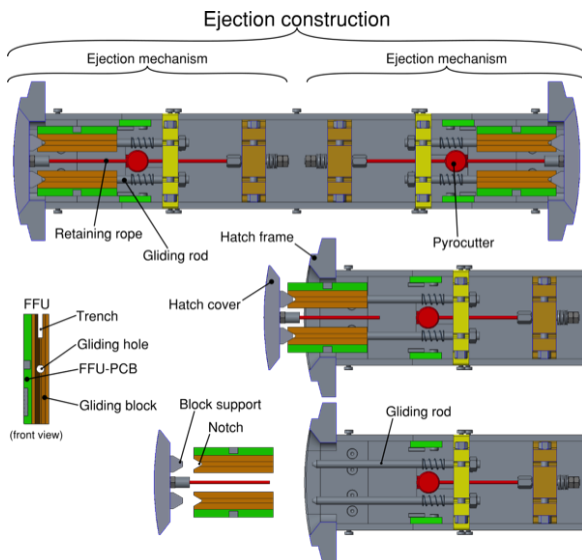 Ejection construction
Ejection mechanism
Ejection mechanism
Retaining rope
Gliding rod
Hatch frame
Pyrocutter
Hatch cover
FFU
Trench
Gliding hole
FFU-PCB
Gliding block
(front view)
Block support
Notch
Gliding rod